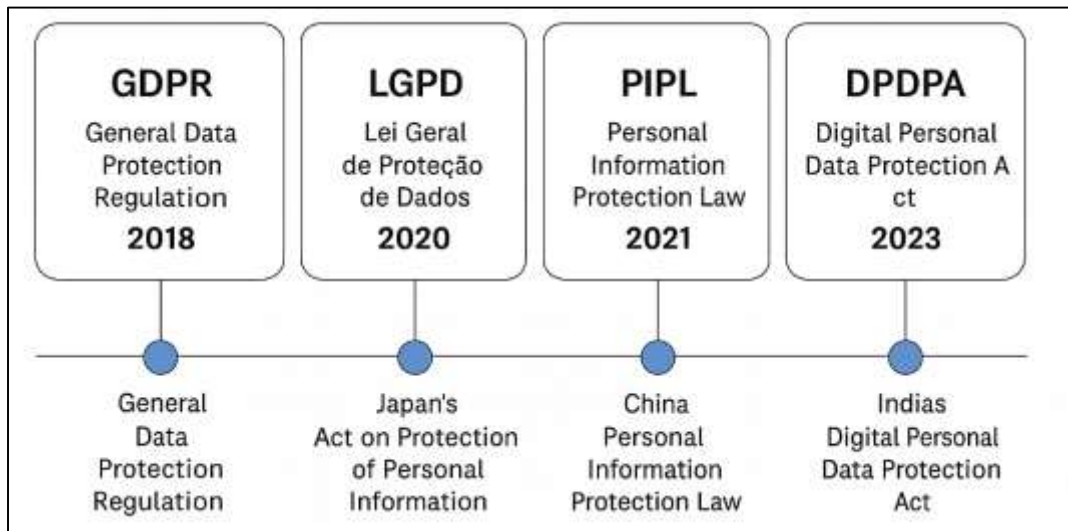 GDPR
General Data
Protection
Regulation
2018
LGPD
Lei Geral
de Proteção
de Dados
2020
PIPL
Personal
Information
Protection Law
2021
DPDPA
Digital Personal
Data Protection A
ct
2023
General
Data
Protection
Regulation
Japan's
Act on Protection
of Personal
Information
China
Personal
Information
Protection Law
Indias
Digital Personal
Data Protection
Act